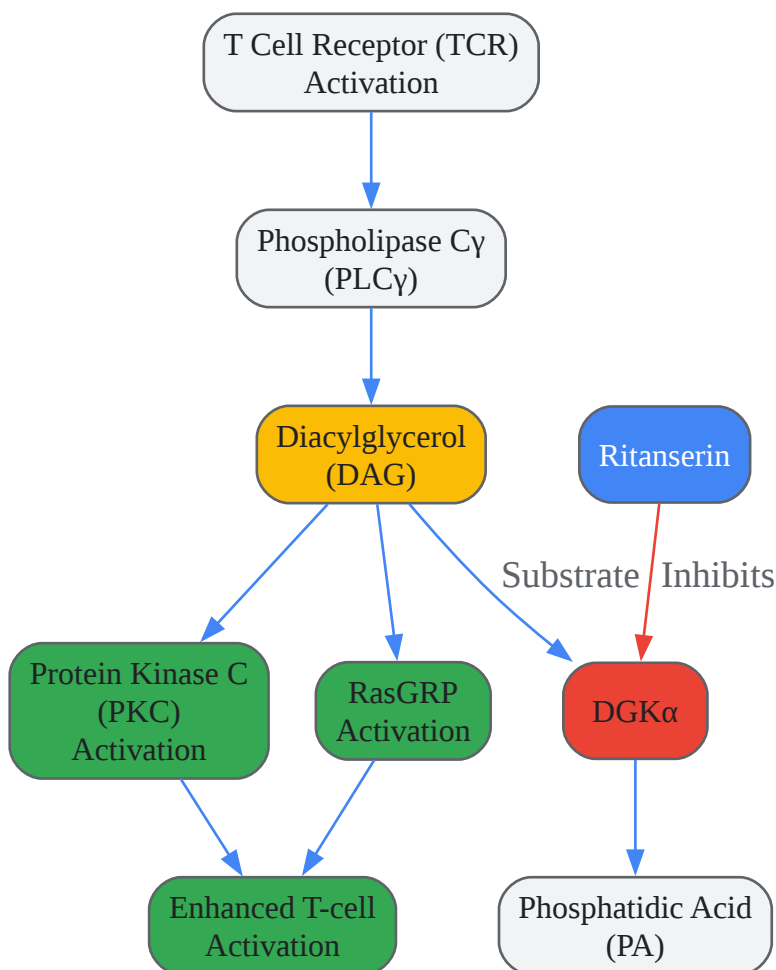 T Cell Receptor (TCR)
Activation
Phospholipase Cγ
(PLCγ)
Diacylglycerol
(DAG)
Ritanserin
Substrate
Inhibits
Protein Kinase C
(PKC)
Activation
RasGRP
Activation
DGKα
Enhanced T-cell
Activation
Phosphatidic Acid
(PA)